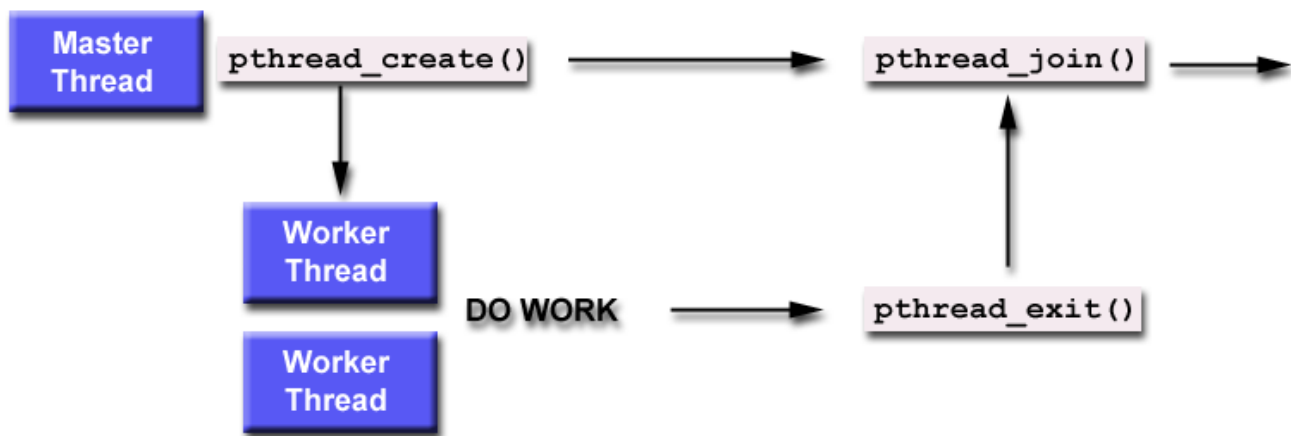 Master
Thread
pthread_create()
pthread_join()
Worker
Thread
DO WORK
pthread_exit()
Worker
Thread